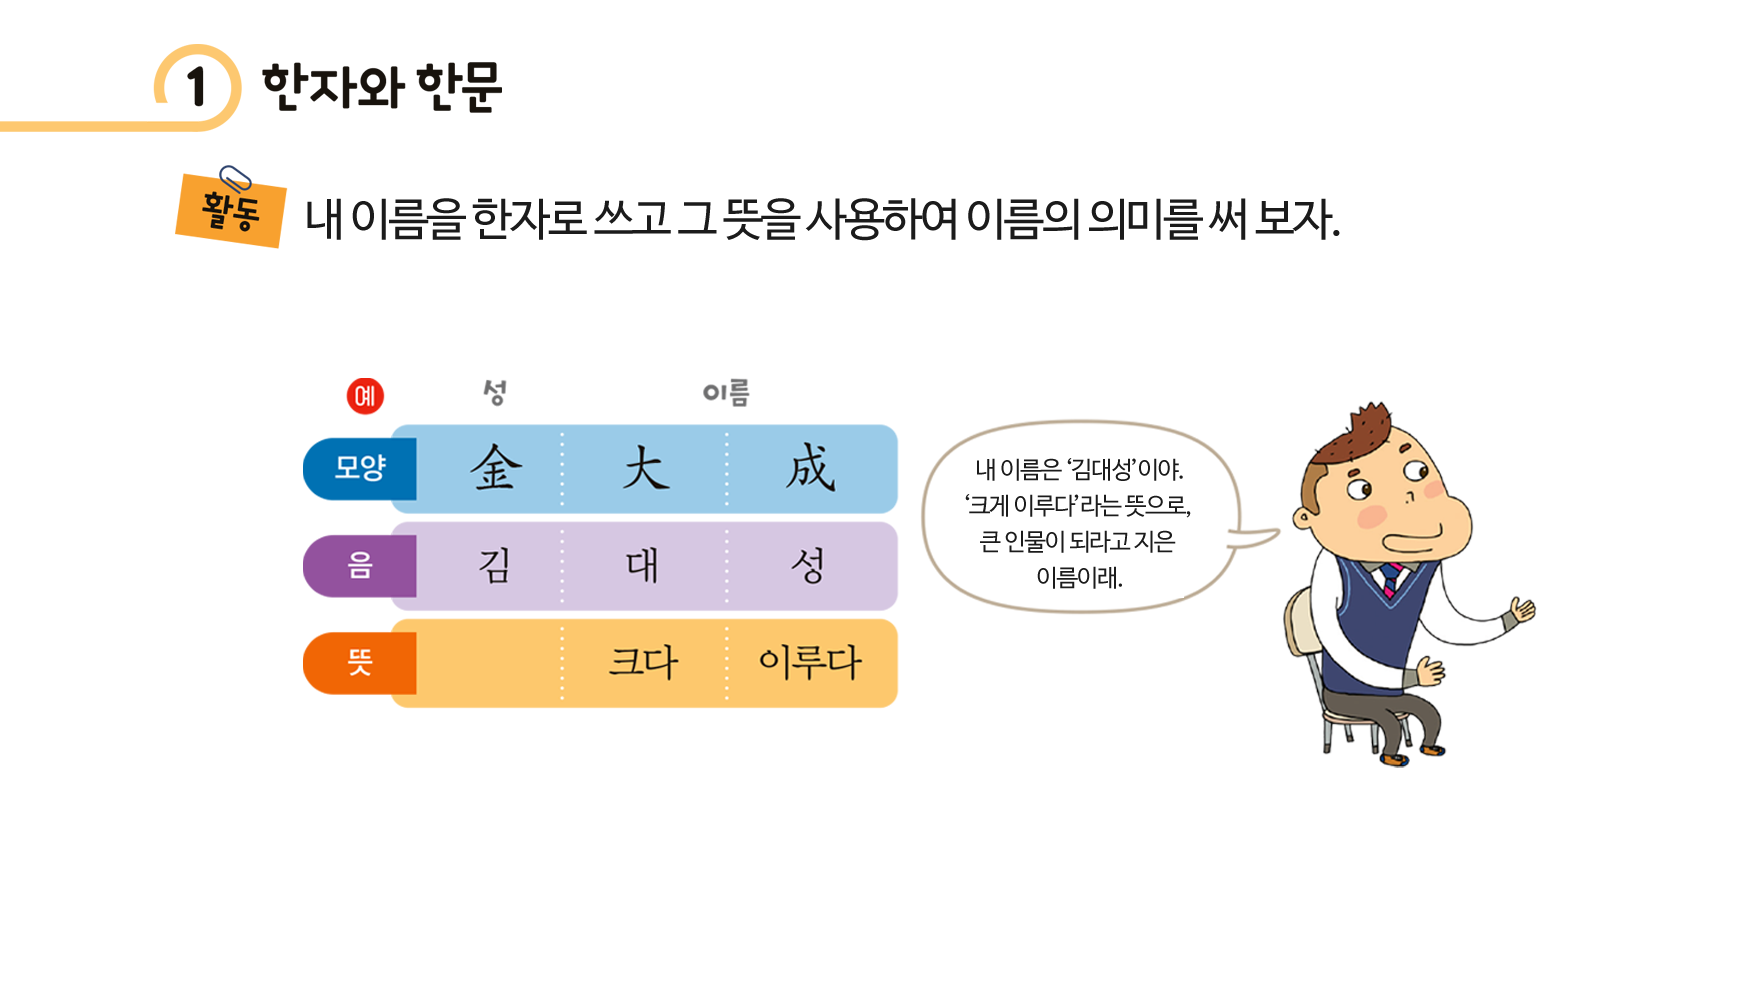 1 한자와 한문
활동 내 이름을 한자로 쓰고 그 뜻을 사용하여 이름의 의미를 써 보자.
예 성 이름
모양 金 大 成
음 김 대 성
뜻 크다 이루다
내 이름은 ‘김대성’이야.
‘크게 이루다’라는 뜻으로,
큰 인물이 되라고 지은
이름이래.